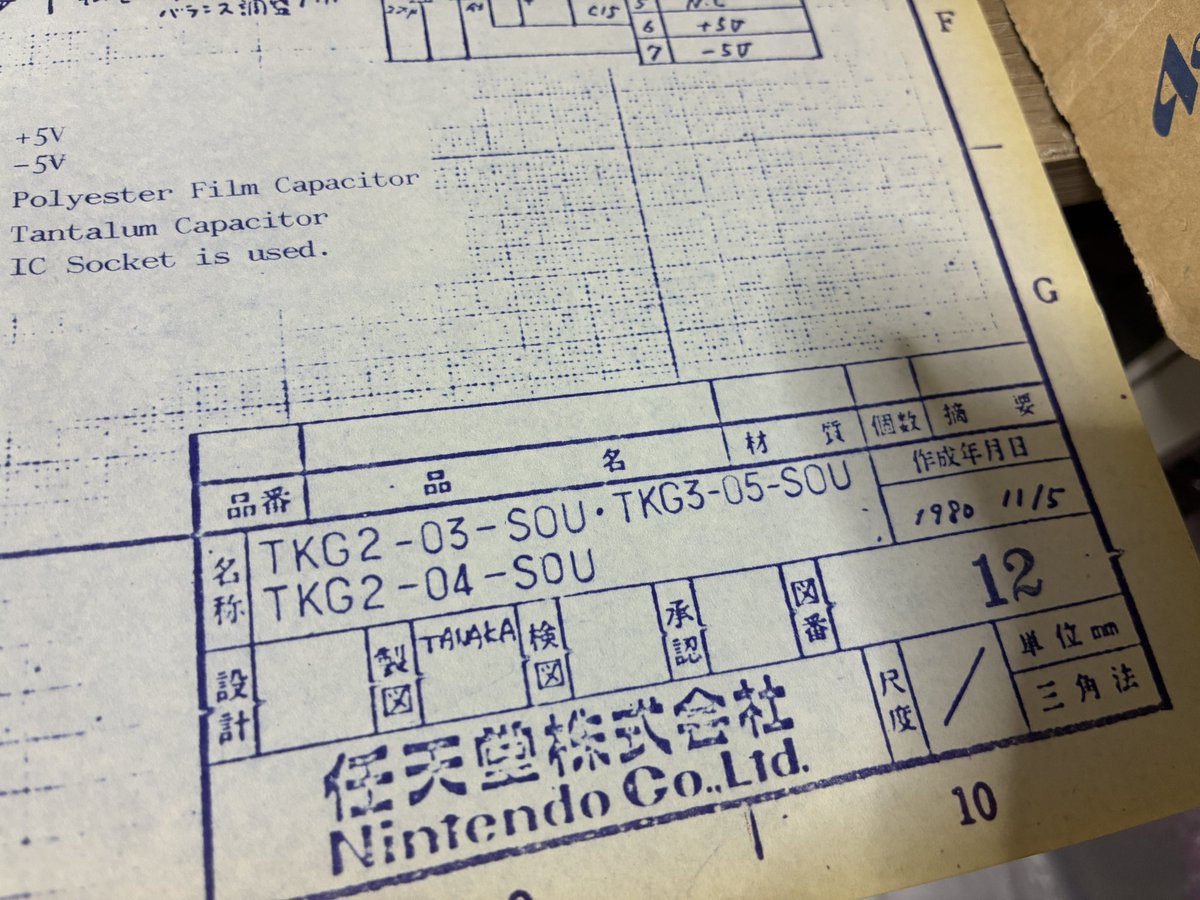 バランス調整
C15
5 N.C
6 +5V
7 -5V
F
+5V
-5V
Polyester Film Capacitor
Tantalum Capacitor
IC Socket is used.
G
品番 品名 材質 個数 摘要
名称 TKG2-03-SOU・TKG3-05-SOU
TKG2-04-SOU
作成年月日
1980 11/5
設計 製図 TANAKA 検図 承認 図番 12
任天堂株式会社
Nintendo Co.,Ltd.
尺度 /
単位mm
三角法
10